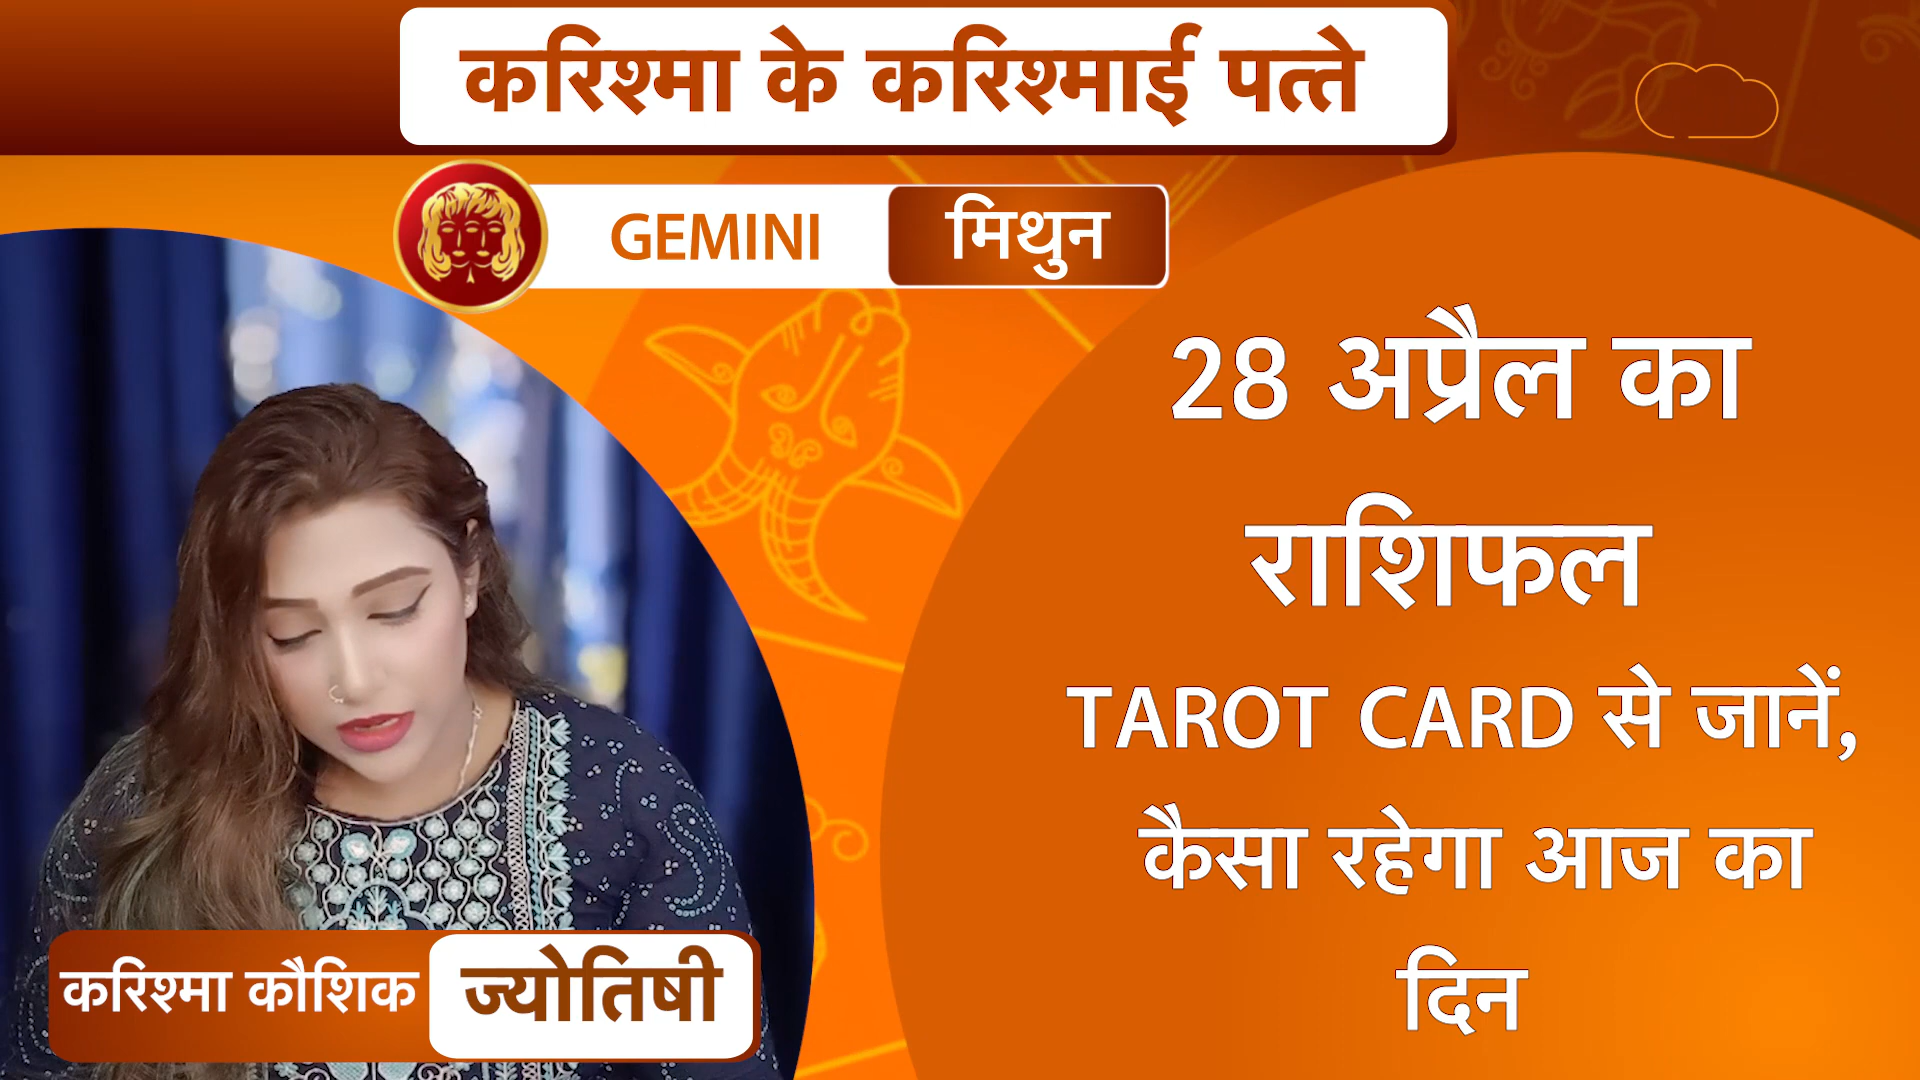 करिश्मा के करिश्माई पत्ते
GEMINI मिथुन
28 अप्रैल का
राशिफल
TAROT CARD से जानें,
कैसा रहेगा आज का
दिन
करिश्मा कौशिक ज्योतिषी